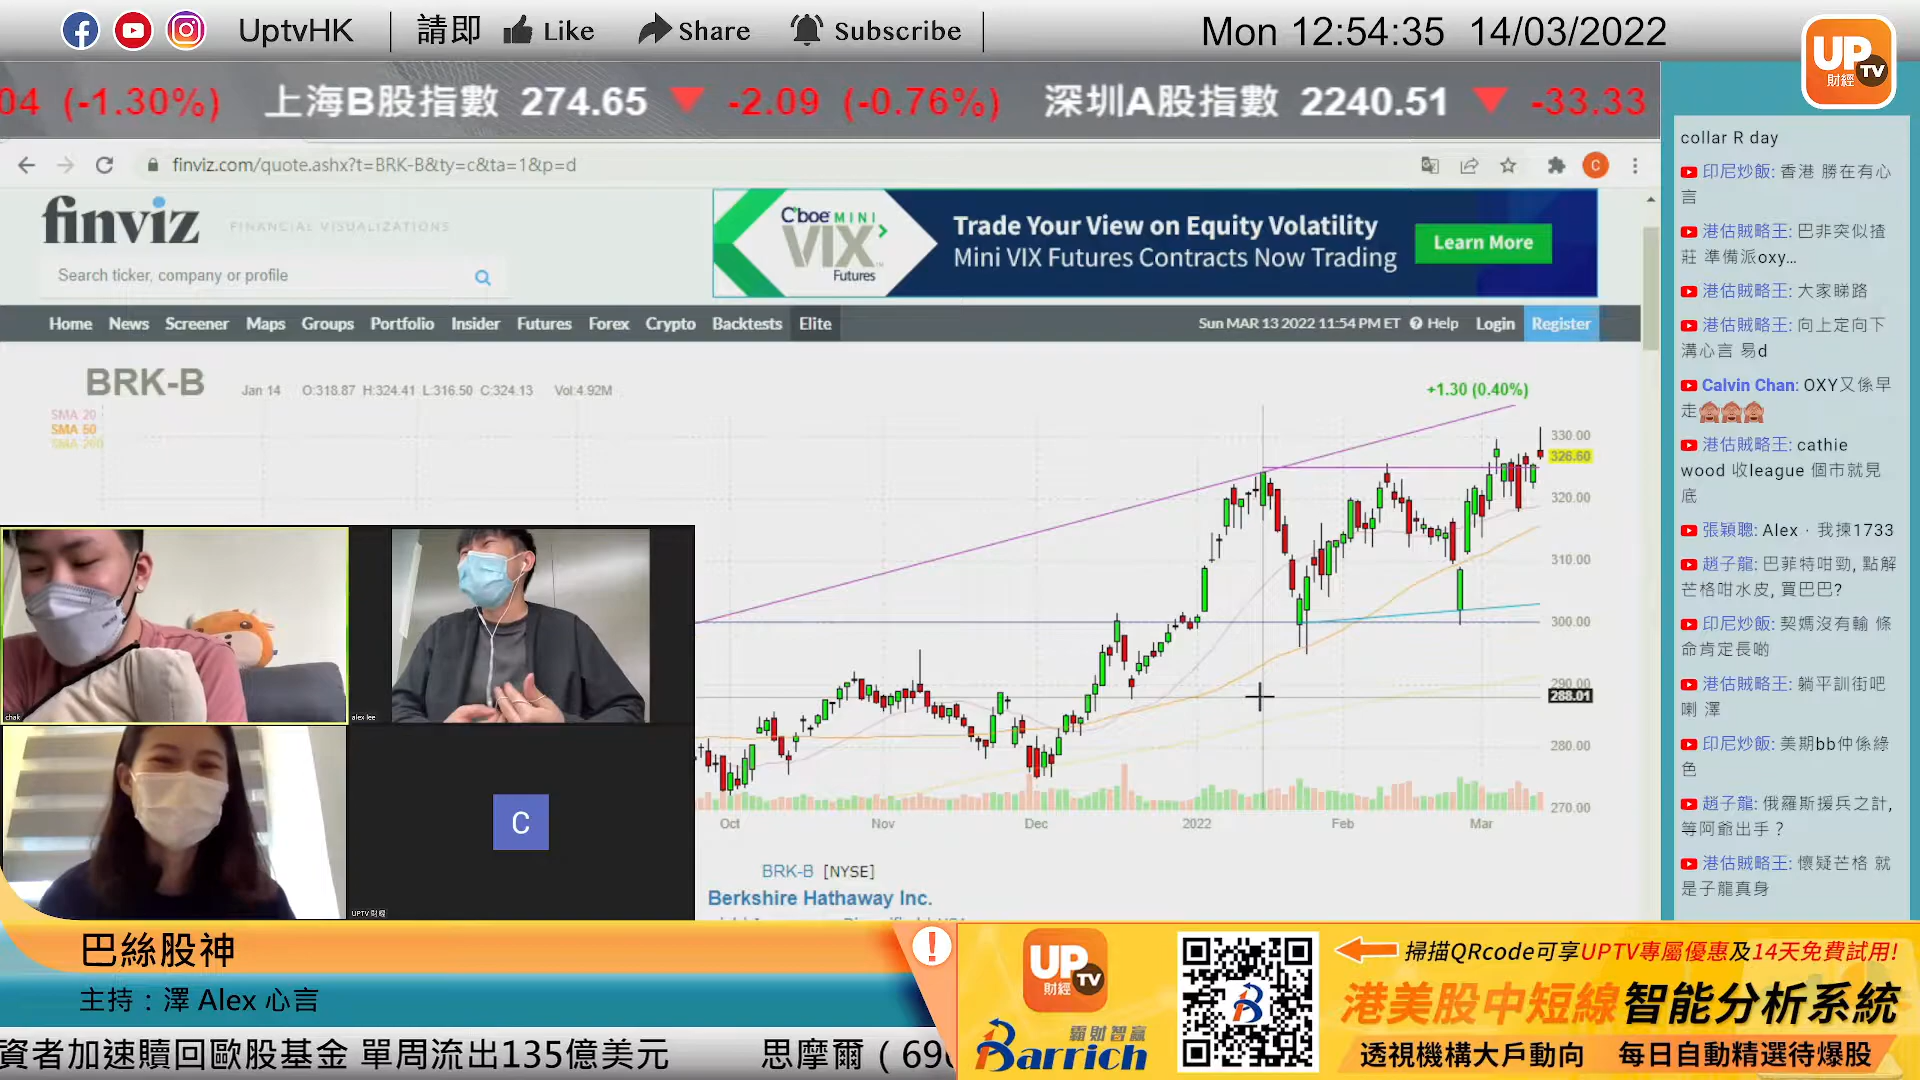 UptvHK 請即 Like Share Subscribe Mon 12:54:35 14/03/2022
UP TV 財經
04 (-1.30%) 上海B股指數 274.65 ▼ -2.09 (-0.76%) 深圳A股指數 2240.51 ▼ -33.33
finviz.com/quote.ashx?t=BRK-B&ty=c&ta=1&p=d
C
finviz FINANCIAL VISUALIZATIONS
Search ticker, company or profile
Cboe MINI VIX Futures
Trade Your View on Equity Volatility
Mini VIX Futures Contracts Now Trading
Learn More
Home News Screener Maps Groups Portfolio Insider Futures Forex Crypto Backtests Elite
Sun MAR 13 2022 11:54 PM ET Help Login Register
BRK-B Jan 14 O:318.87 H:324.41 L:316.50 C:324.13 Vol:4.92M
+1.30 (0.40%)
SMA 20
SMA 50
SMA 200
330.00
326.60
320.00
310.00
300.00
290.00
288.01
280.00
270.00
Oct Nov Dec 2022 Feb Mar
BRK-B [NYSE]
Berkshire Hathaway Inc.
chak
alex lee
C
UPTV 財經
collar R day
印尼炒飯: 香港 勝在有心
言
港估賊略王: 巴非突似揸
莊 準備派oxy...
港估賊略王: 大家睇路
港估賊略王: 向上定向下
溝心言 易d
Calvin Chan: OXY又係早
走🙈🙈🙈
港估賊略王: cathie
wood 收league 個市就見
底
張穎聰: Alex · 我揀1733
趙子龍: 巴菲特咁勁, 點解
芒格咁水皮, 買巴巴?
印尼炒飯: 契媽沒有輸 條
命肯定長喲
港估賊略王: 躺平訓街吧
喇 澤
印尼炒飯: 美期bb仲係綠
色
趙子龍: 俄羅斯援兵之計,
等阿爺出手？
港估賊略王: 懷疑芒格 就
是子龍真身
巴絲股神
主持：澤 Alex 心言
!
UP TV 財經
霸財智贏
Barrich
掃描QRcode可享UPTV專屬優惠及14天免費試用!
港美股中短線智能分析系統
透視機構大戶動向 每日自動精選待爆股
資者加速贖回歐股基金 單周流出135億美元 思摩爾（69